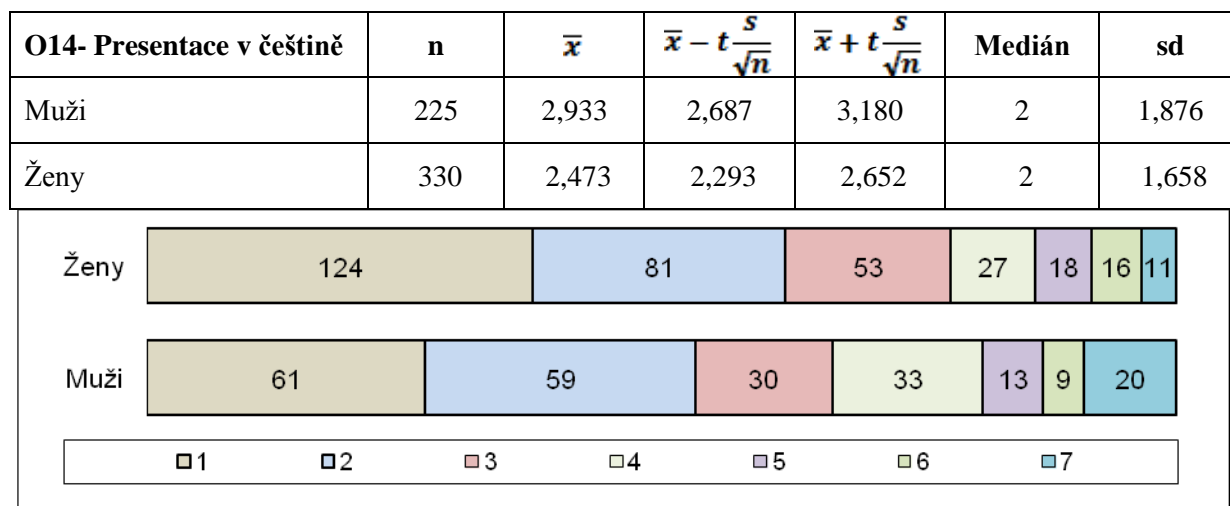 O14- Presentace v češtině n x̅ x̅ − t s/√n x̅ + t s/√n Medián sd
Muži 225 2,933 2,687 3,180 2 1,876
Ženy 330 2,473 2,293 2,652 2 1,658
Ženy 124 81 53 27 18 16 11
Muži 61 59 30 33 13 9 20
1 2 3 4 5 6 7